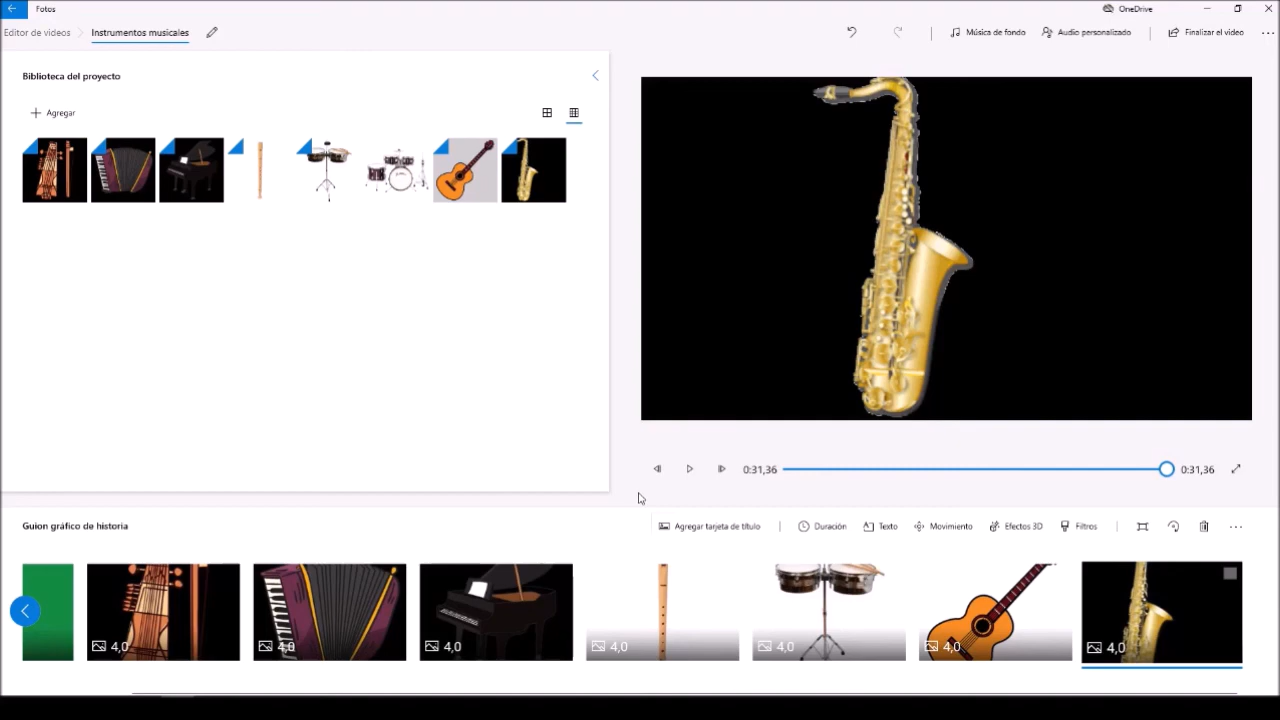 Fotos
OneDrive
Editor de videos
Instrumentos musicales
Música de fondo
Audio personalizado
Finalizar el video
Biblioteca del proyecto
Agregar
0:31,36
0:31,36
Guion gráfico de historia
Agregar tarjeta de título
Duración
Texto
Movimiento
Efectos 3D
Filtros
4,0
4,0
4,0
4,0
4,0
4,0
4,0